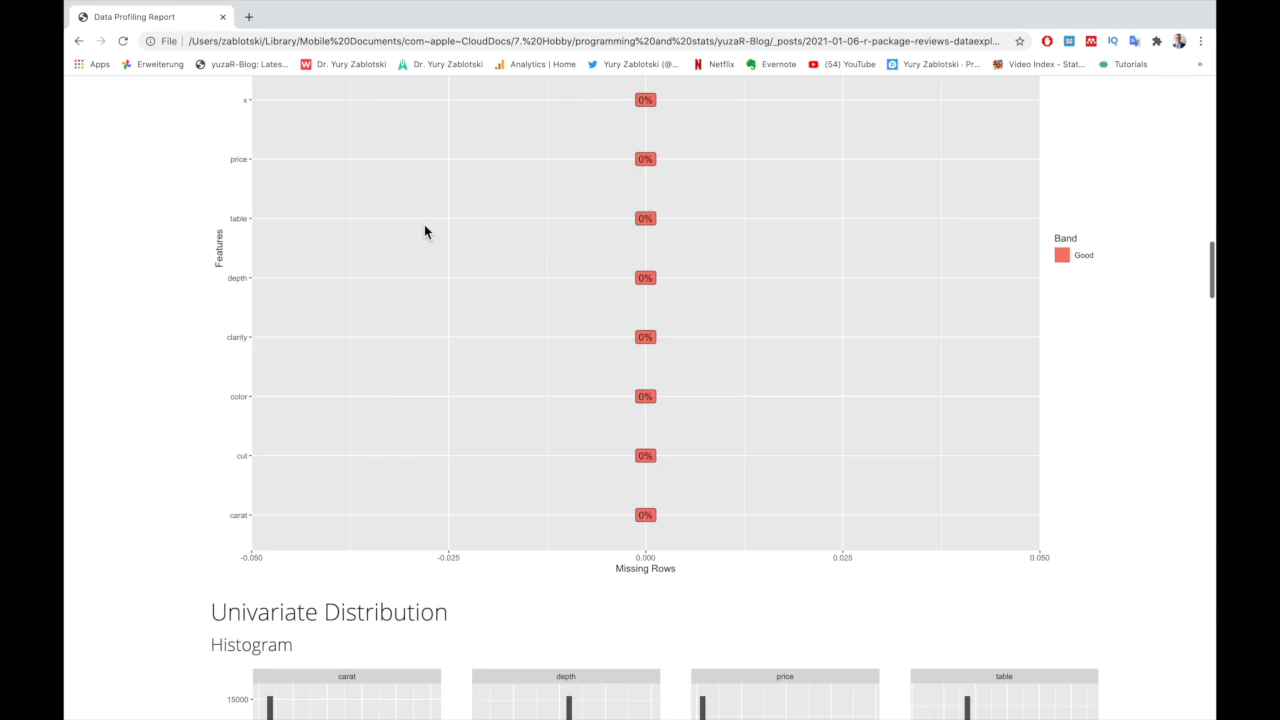 Data Profiling Report
File | /Users/zablotski/Library/Mobile%20Documents/com~apple~CloudDocs/7.%20Hobby/programming%20and%20stats/yuzaR-Blog/_posts/2021-01-06-r-package-reviews-dataexpl...
Apps Erweiterung yuzaR-Blog: Lates... Dr. Yury Zablotski Dr. Yury Zablotski Analytics | Home Yury Zablotski (@... Netflix Evernote (54) YouTube Yury Zablotski · Pr... Video Index - Stat... Tutorials »
x 0%
price 0%
table 0%
Features
Band
Good
depth 0%
clarity 0%
color 0%
cut 0%
carat 0%
-0.050 -0.025 0.000 0.025 0.050
Missing Rows
Univariate Distribution
Histogram
carat depth price table
15000